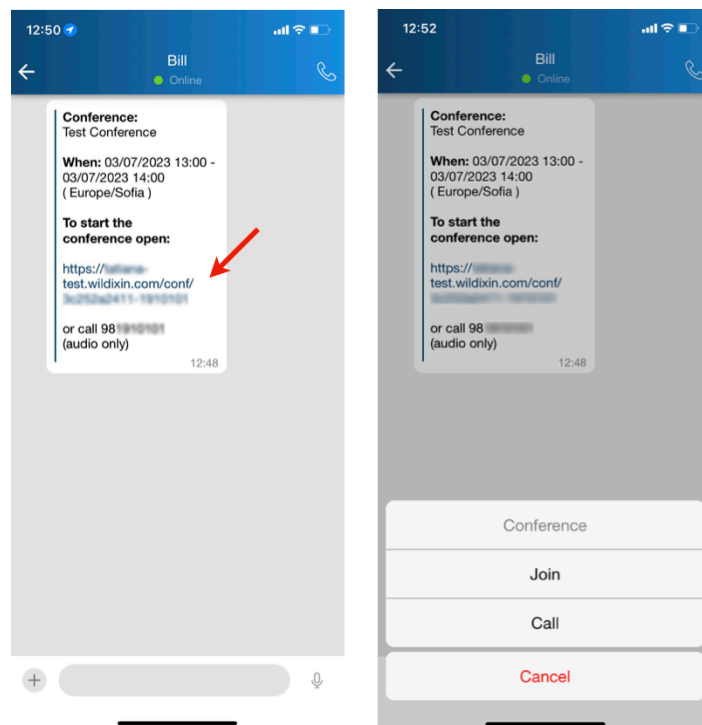 12:50
Bill
Online
Conference:
Test Conference
When: 03/07/2023 13:00 -
03/07/2023 14:00
( Europe/Sofia )
To start the
conference open:
https://
test.wildixin.com/conf/
or call 98
(audio only)
12:48
12:52
Bill
Online
Conference:
Test Conference
When: 03/07/2023 13:00 -
03/07/2023 14:00
( Europe/Sofia )
To start the
conference open:
https://
test.wildixin.com/conf/
or call 98
(audio only)
12:48
Conference
Join
Call
Cancel